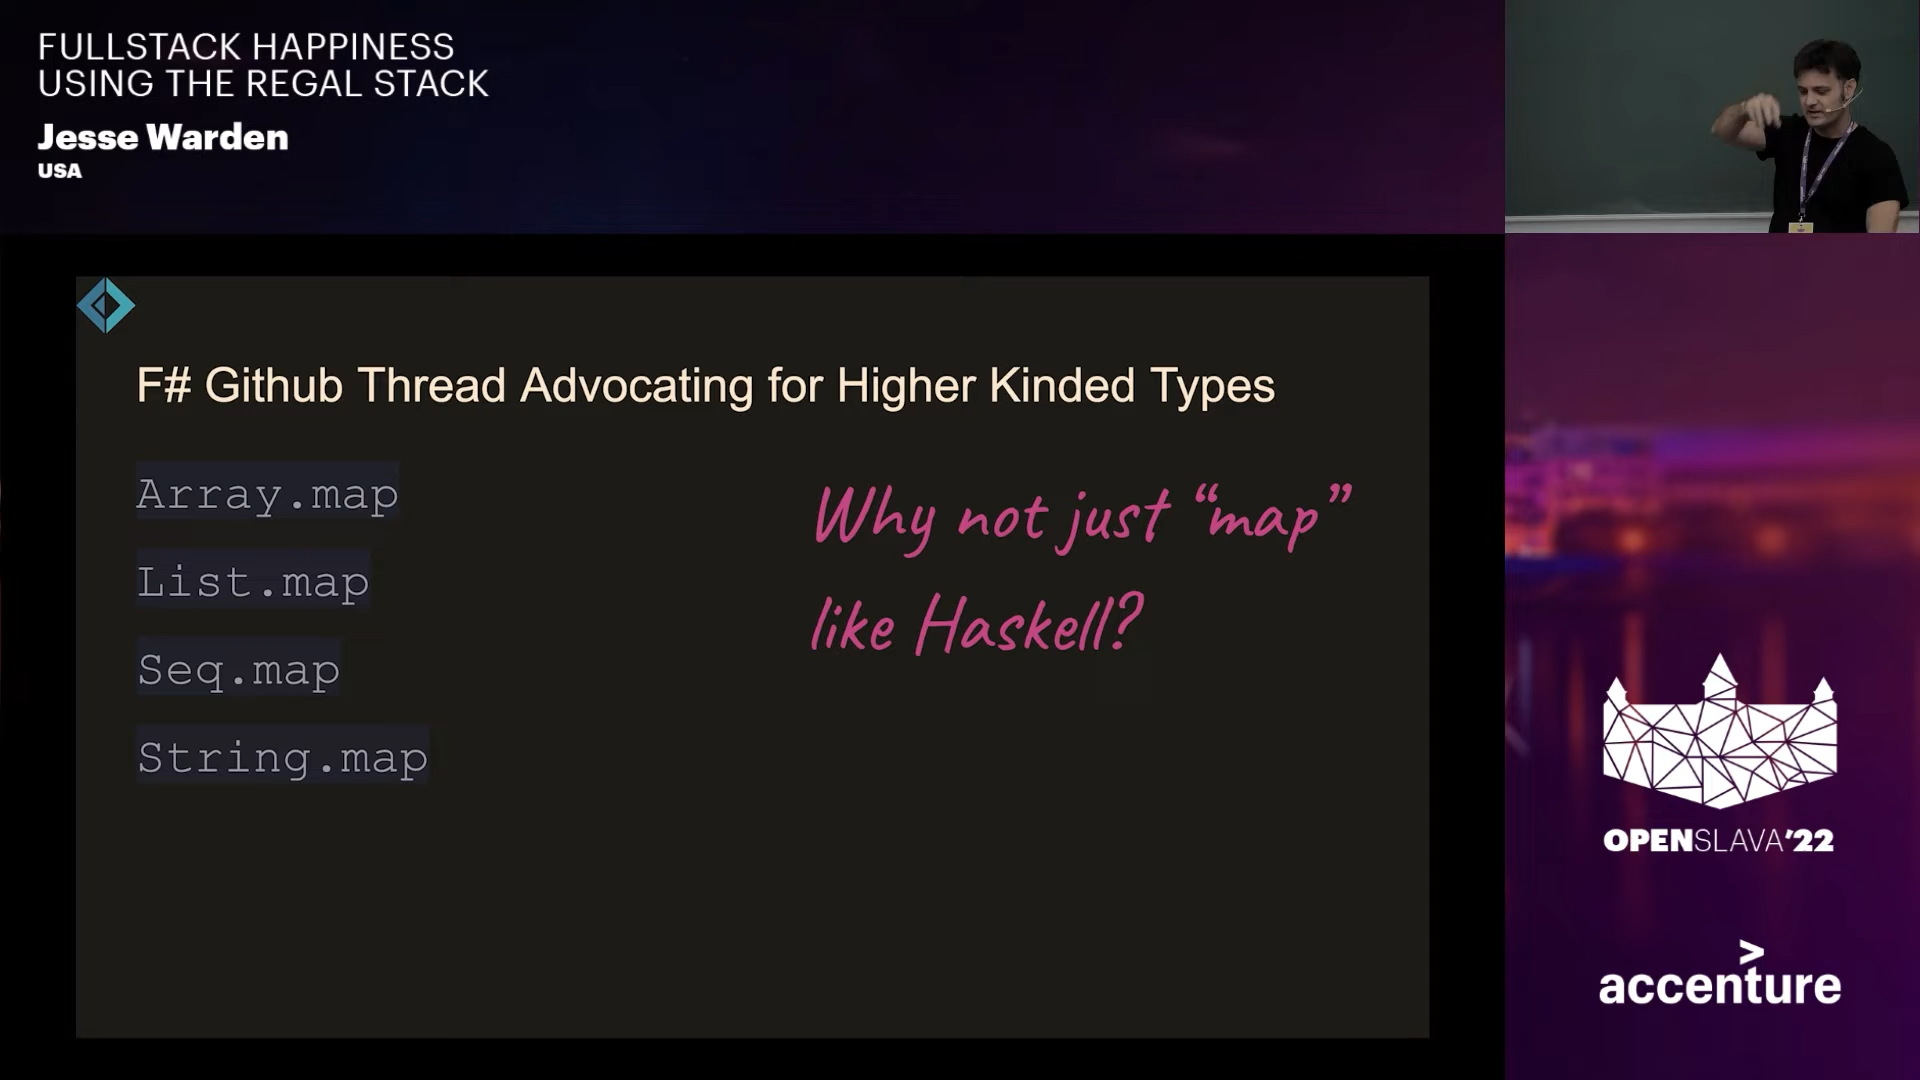 FULLSTACK HAPPINESS
USING THE REGAL STACK
Jesse Warden
USA
F# Github Thread Advocating for Higher Kinded Types
Array.map
List.map
Seq.map
String.map
Why not just “map”
like Haskell?
OPENSLAVA’22
accenture